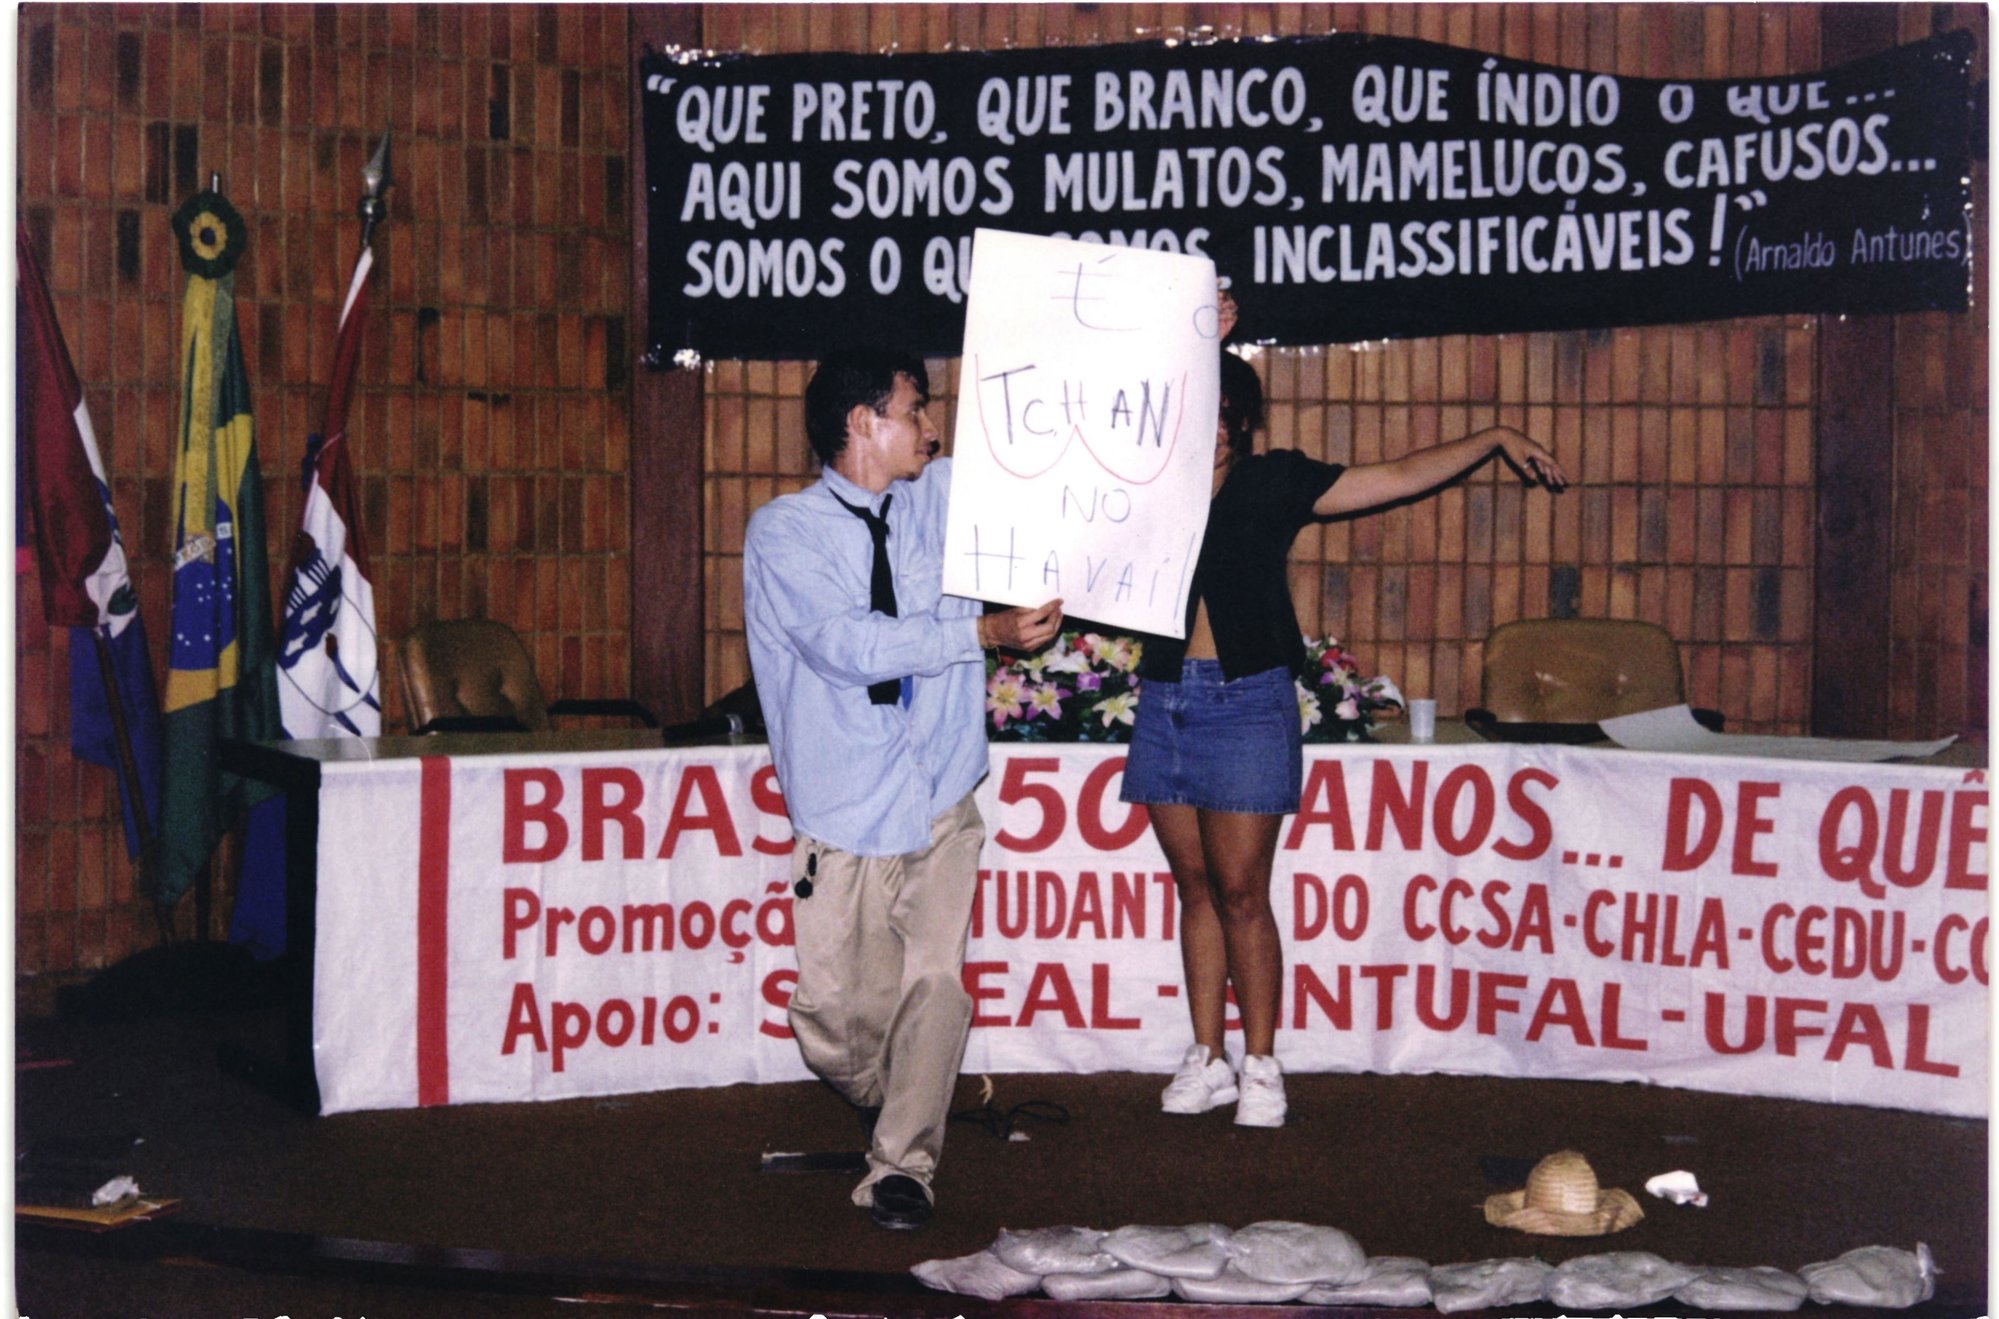 "QUE PRETO, QUE BRANCO, QUE ÍNDIO O QUE...
AQUI SOMOS MULATOS, MAMELUCOS, CAFUSOS...
SOMOS O QU SOMOS, INCLASSIFICÁVEIS!" (Arnaldo Antunes)
É o
TCHAN
NO
HAVAÍ!
BRAS 50 ANOS... DE QUÊ
Promoçã TUDANT DO CCSA-CHLA-CEDU-CC
Apoio: S EAL - SINTUFAL - UFAL